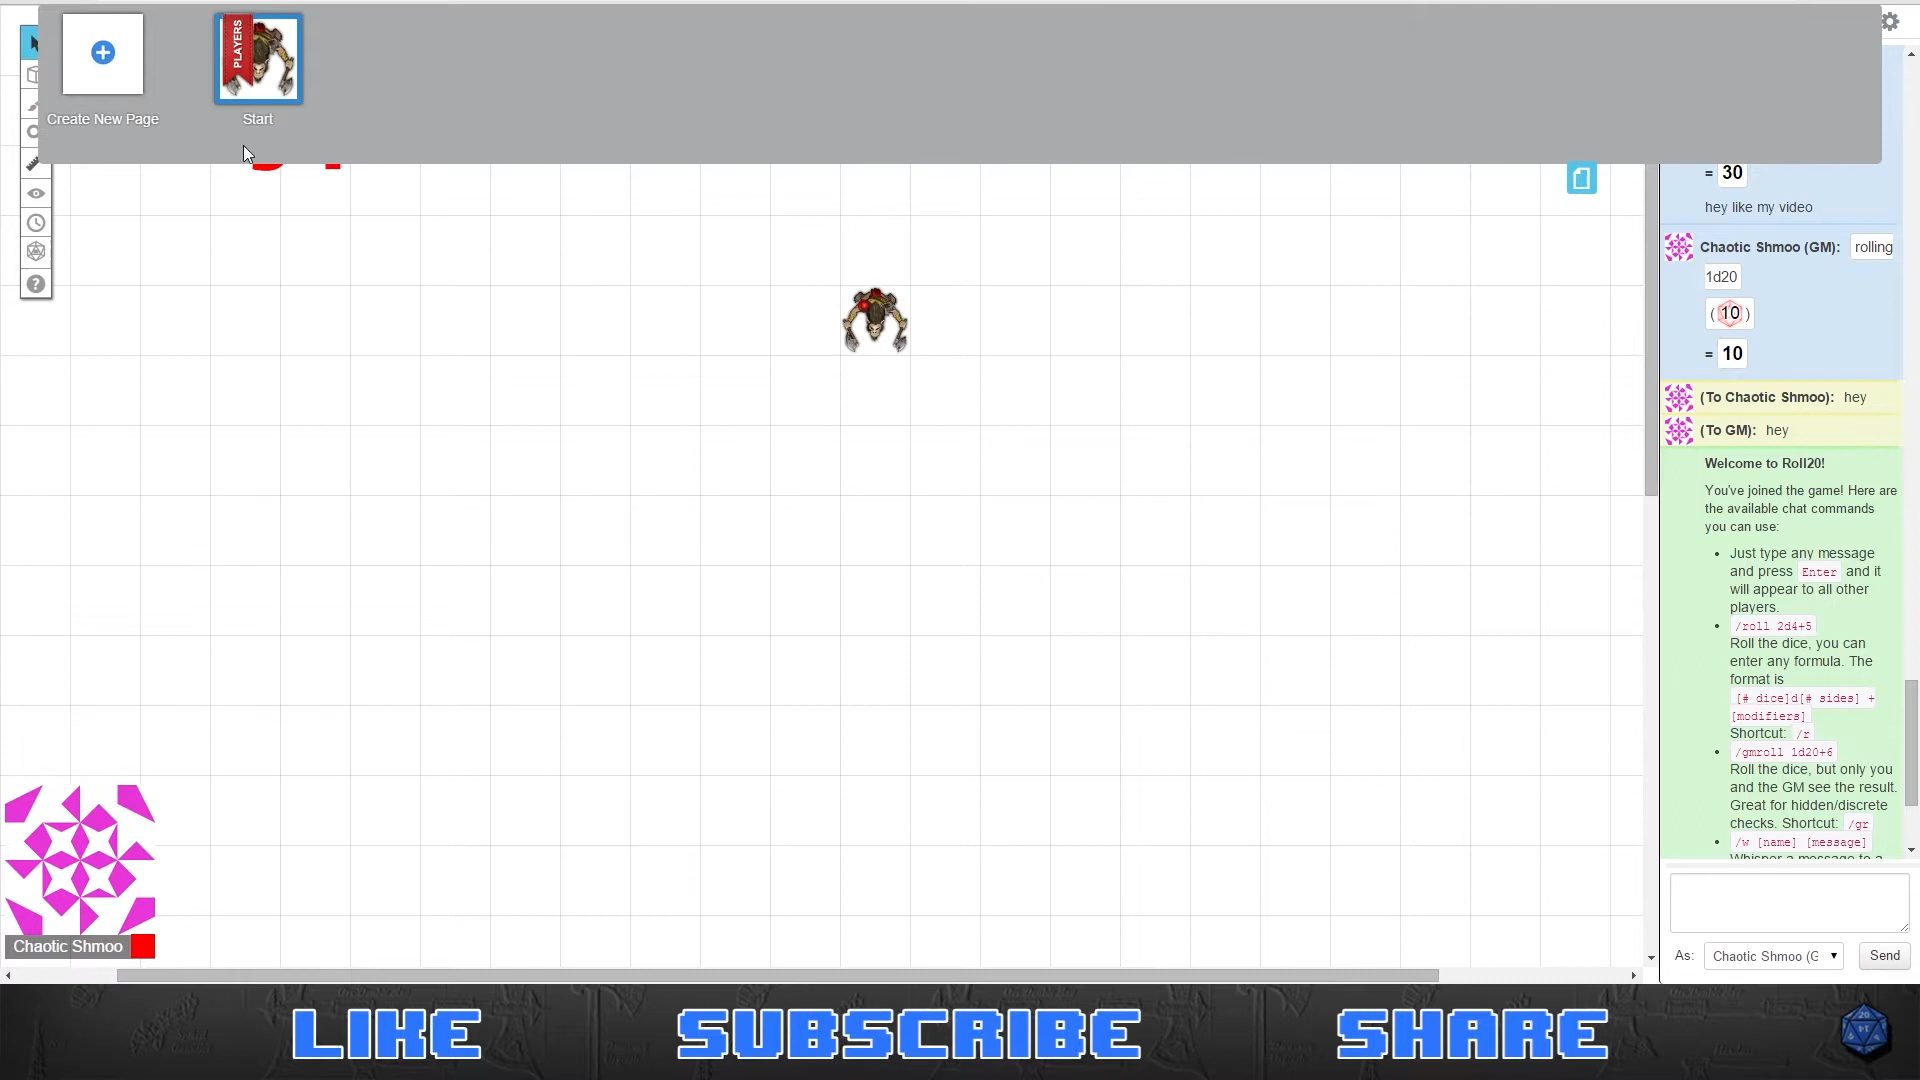 PLAYERS
Create New Page
Start
= 30
hey like my video
Chaotic Shmoo (GM): rolling
1d20
( 10 )
= 10
(To Chaotic Shmoo): hey
(To GM): hey
Welcome to Roll20!
You've joined the game! Here are
the available chat commands
you can use:
• Just type any message
and press Enter and it
will appear to all other
players.
• /roll 2d4+5
Roll the dice, you can
enter any formula. The
format is
[# dice]d[# sides] +
[modifiers]
Shortcut: /r
• /gmroll 1d20+6
Roll the dice, but only you
and the GM see the result.
Great for hidden/discrete
checks. Shortcut: /gr
• /w [name] [message]
Whisper a message to a
Chaotic Shmoo
As: Chaotic Shmoo (G
Send
LIKE SUBSCRIBE SHARE
20
14